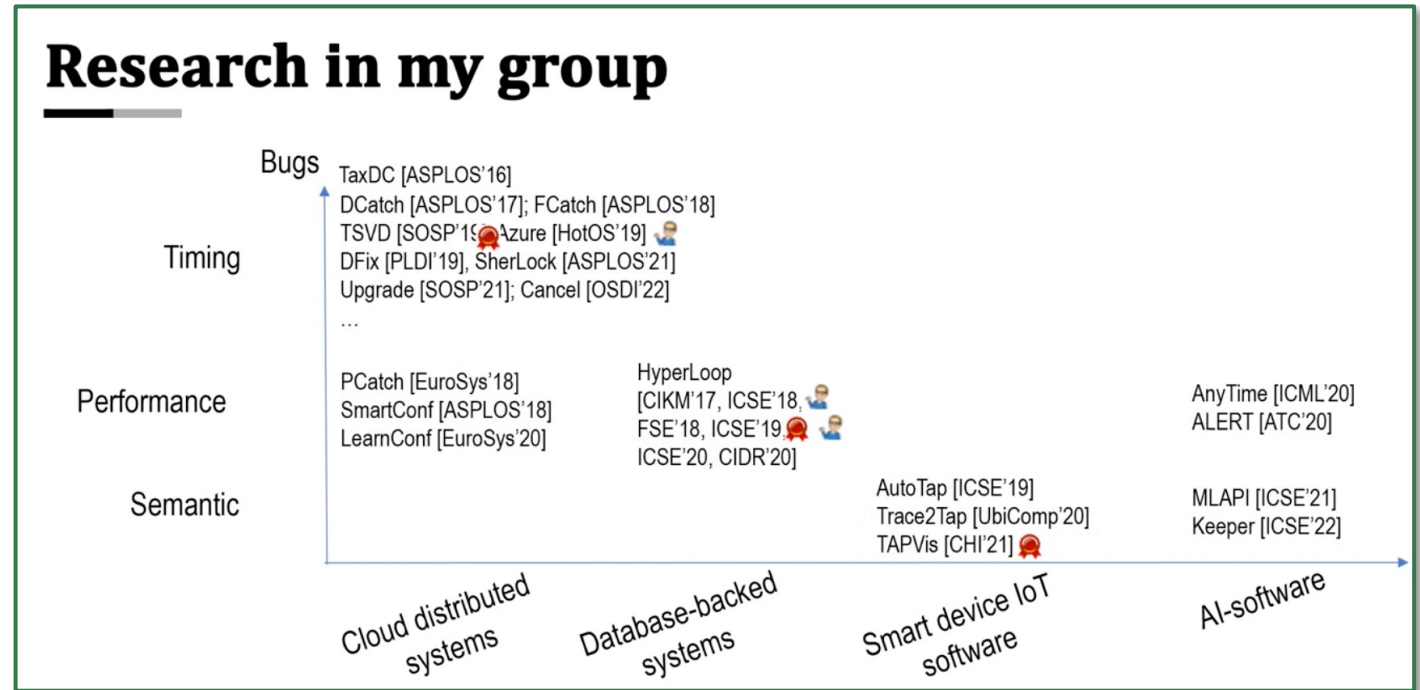 Research in my group
Bugs
TaxDC [ASPLOS'16]
DCatch [ASPLOS'17]; FCatch [ASPLOS'18]
Timing
TSVD [SOSP'19 Azure [HotOS'19]
DFix [PLDI'19], SherLock [ASPLOS'21]
Upgrade [SOSP'21]; Cancel [OSDI'22]
...
Performance
PCatch [EuroSys'18]
SmartConf [ASPLOS'18]
LearnConf [EuroSys'20]
HyperLoop
[CIKM'17, ICSE'18,
FSE'18, ICSE'19,
ICSE'20, CIDR'20]
AnyTime [ICML'20]
ALERT [ATC'20]
Semantic
AutoTap [ICSE'19]
Trace2Tap [UbiComp'20]
TAPVis [CHI'21]
MLAPI [ICSE'21]
Keeper [ICSE'22]
Cloud distributed
systems
Database-backed
systems
Smart device IoT
software
AI-software